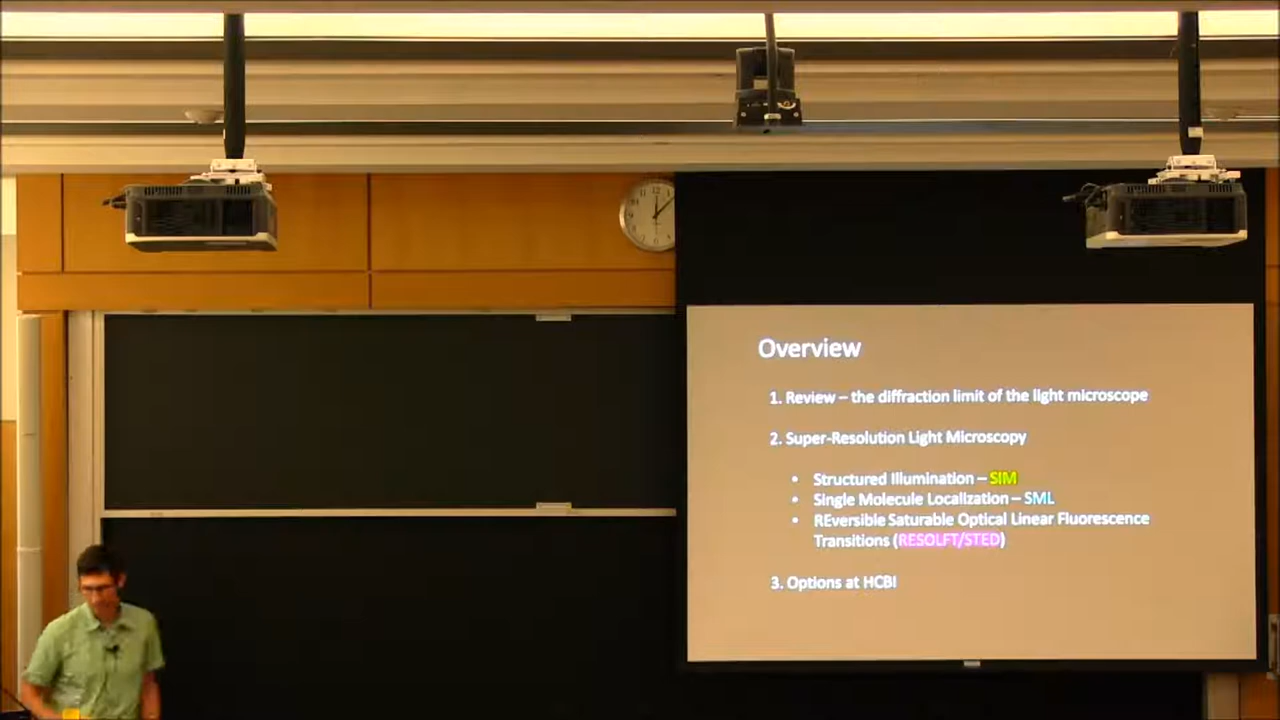 Overview
1. Review – the diffraction limit of the light microscope
2. Super-Resolution Light Microscopy
• Structured Illumination – SIM
• Single Molecule Localization – SML
• REversible Saturable Optical Linear Fluorescence
Transitions (RESOLFT/STED)
3. Options at HCBI